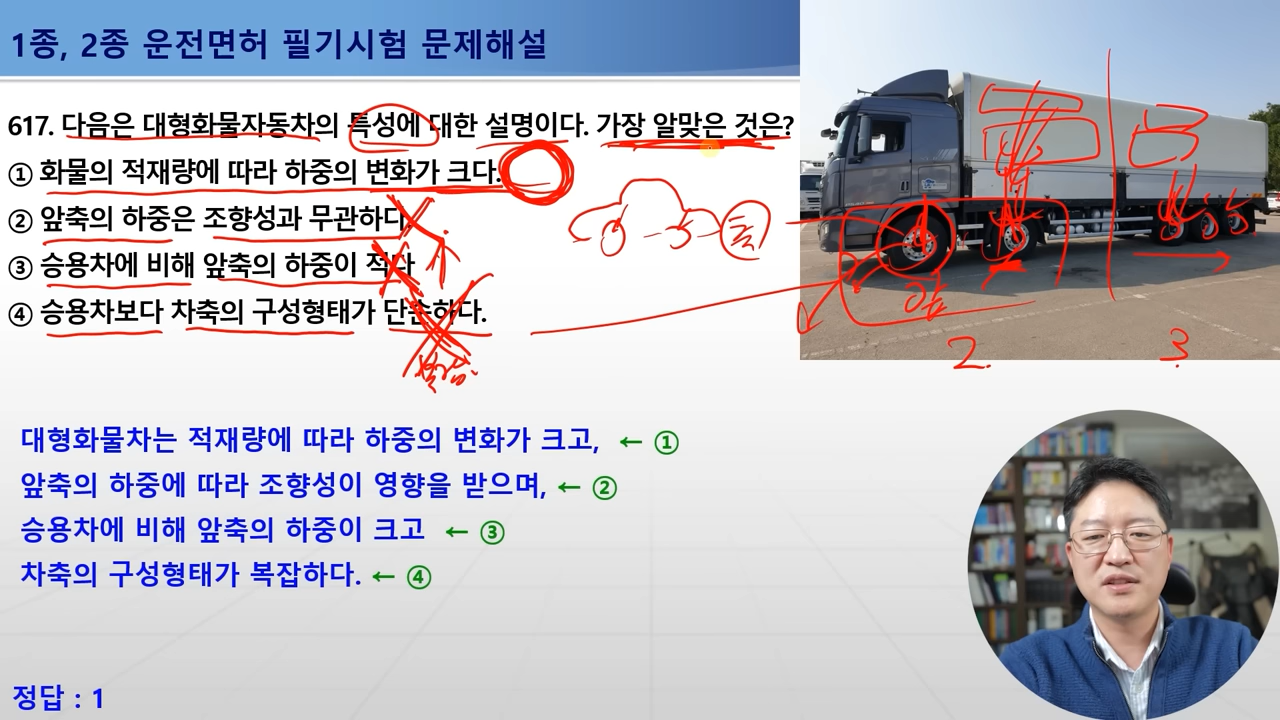 1종, 2종 운전면허 필기시험 문제해설
617. 다음은 대형화물자동차의 특성에 대한 설명이다. 가장 알맞은 것은?
① 화물의 적재량에 따라 하중의 변화가 크다.
② 앞축의 하중은 조향성과 무관하다
③ 승용차에 비해 앞축의 하중이 적다
④ 승용차보다 차축의 구성형태가 단순하다.
앞
2.
3
대형화물차는 적재량에 따라 하중의 변화가 크고, ← ①
앞축의 하중에 따라 조향성이 영향을 받으며, ← ②
승용차에 비해 앞축의 하중이 크고 ← ③
차축의 구성형태가 복잡하다. ← ④
정답 : 1